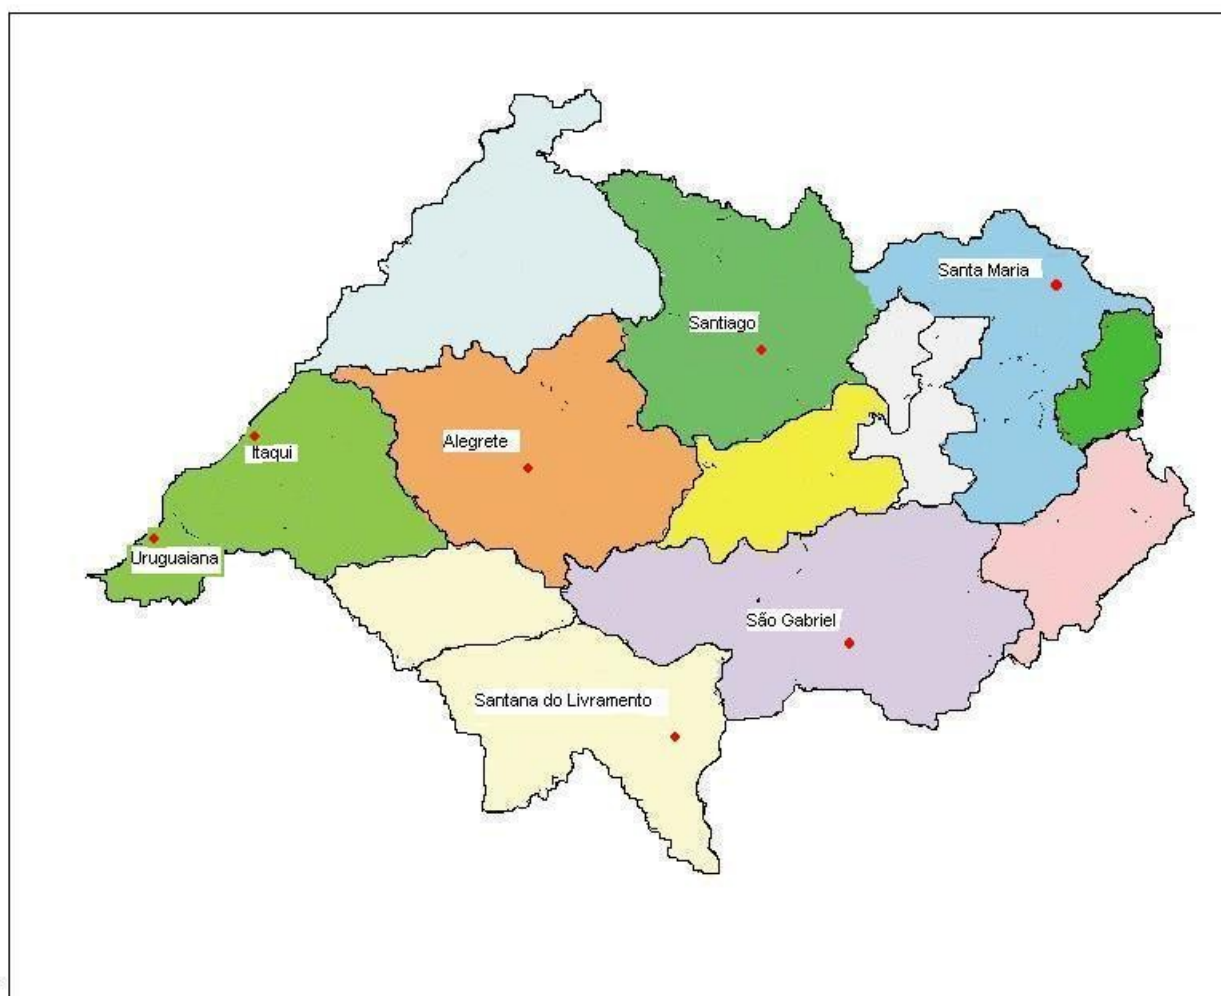 Santa Maria
Santiago
Itaqui
Alegrete
Uruguaiana
São Gabriel
Santana do Livramento